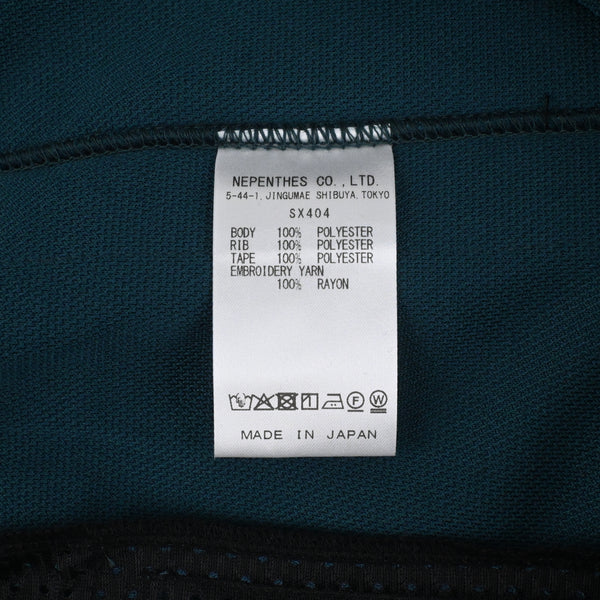 NEPENTHES CO.,LTD.
5-44-1, JINGUMAE SHIBUYA, TOKYO
SX404
BODY 100% POLYESTER
RIB 100% POLYESTER
TAPE 100% POLYESTER
EMBROIDERY YARN
100% RAYON
F W
MADE IN JAPAN